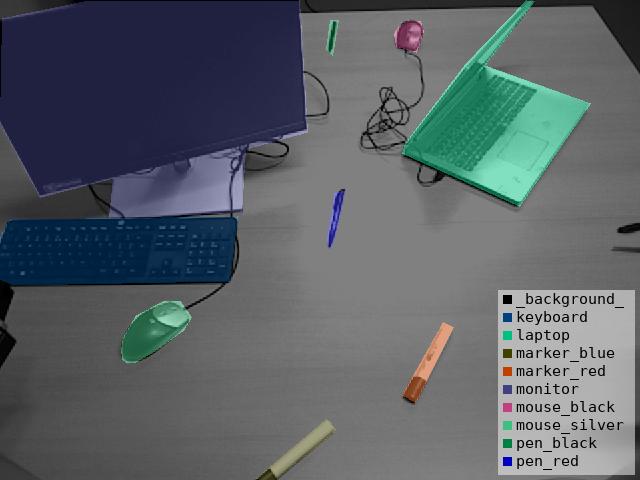 _background_
keyboard
laptop
marker_blue
marker_red
monitor
mouse_black
mouse_silver
pen_black
pen_red